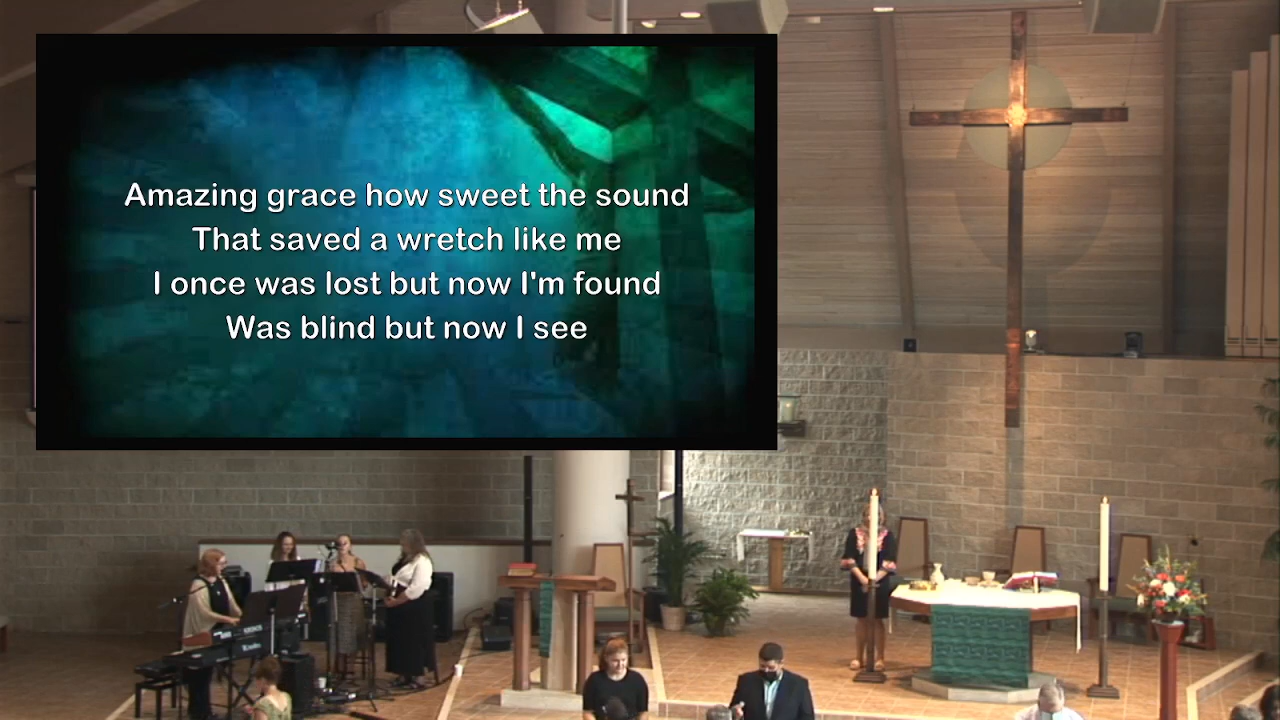 Amazing grace how sweet the sound
That saved a wretch like me
I once was lost but now I'm found
Was blind but now I see